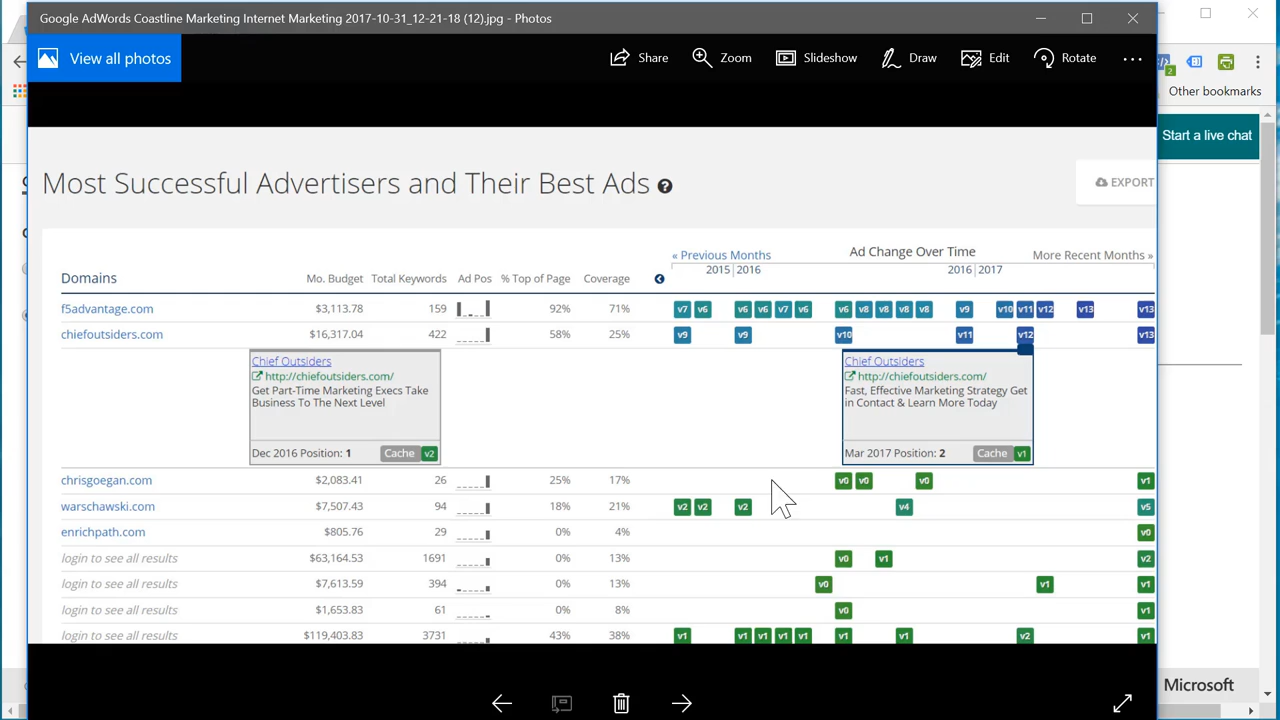 Google AdWords Coastline Marketing Internet Marketing 2017-10-31_12-21-18 (12).jpg - Photos
View all photos
Share
Zoom
Slideshow
Draw
Edit
Rotate
2
Other bookmarks
Start a live chat
Most Successful Advertisers and Their Best Ads ?
EXPORT
« Previous Months
Ad Change Over Time
More Recent Months »
2015 | 2016
2016 | 2017
Domains Mo. Budget Total Keywords Ad Pos % Top of Page Coverage
f5advantage.com $3,113.78 159 92% 71% v7 v6 v6 v6 v7 v6 v6 v8 v8 v8 v8 v9 v10 v11 v12 v13 v13
chiefoutsiders.com $16,317.04 422 58% 25% v9 v9 v10 v11 v12 v13
Chief Outsiders
http://chiefoutsiders.com/
Get Part-Time Marketing Execs Take
Business To The Next Level
Dec 2016 Position: 1 Cache v2
Chief Outsiders
http://chiefoutsiders.com/
Fast, Effective Marketing Strategy Get
in Contact & Learn More Today
Mar 2017 Position: 2 Cache v1
chrisgoegan.com $2,083.41 26 25% 17% v0 v0 v0 v1
warschawski.com $7,507.43 94 18% 21% v2 v2 v2 v4 v5
enrichpath.com $805.76 29 0% 4% v0
login to see all results $63,164.53 1691 0% 13% v0 v1 v2
login to see all results $7,613.59 394 0% 13% v0 v1 v1
login to see all results $1,653.83 61 0% 8% v0 v1
login to see all results $119,403.83 3731 43% 38% v1 v1 v1 v1 v1 v1 v1 v2 v1
Microsoft